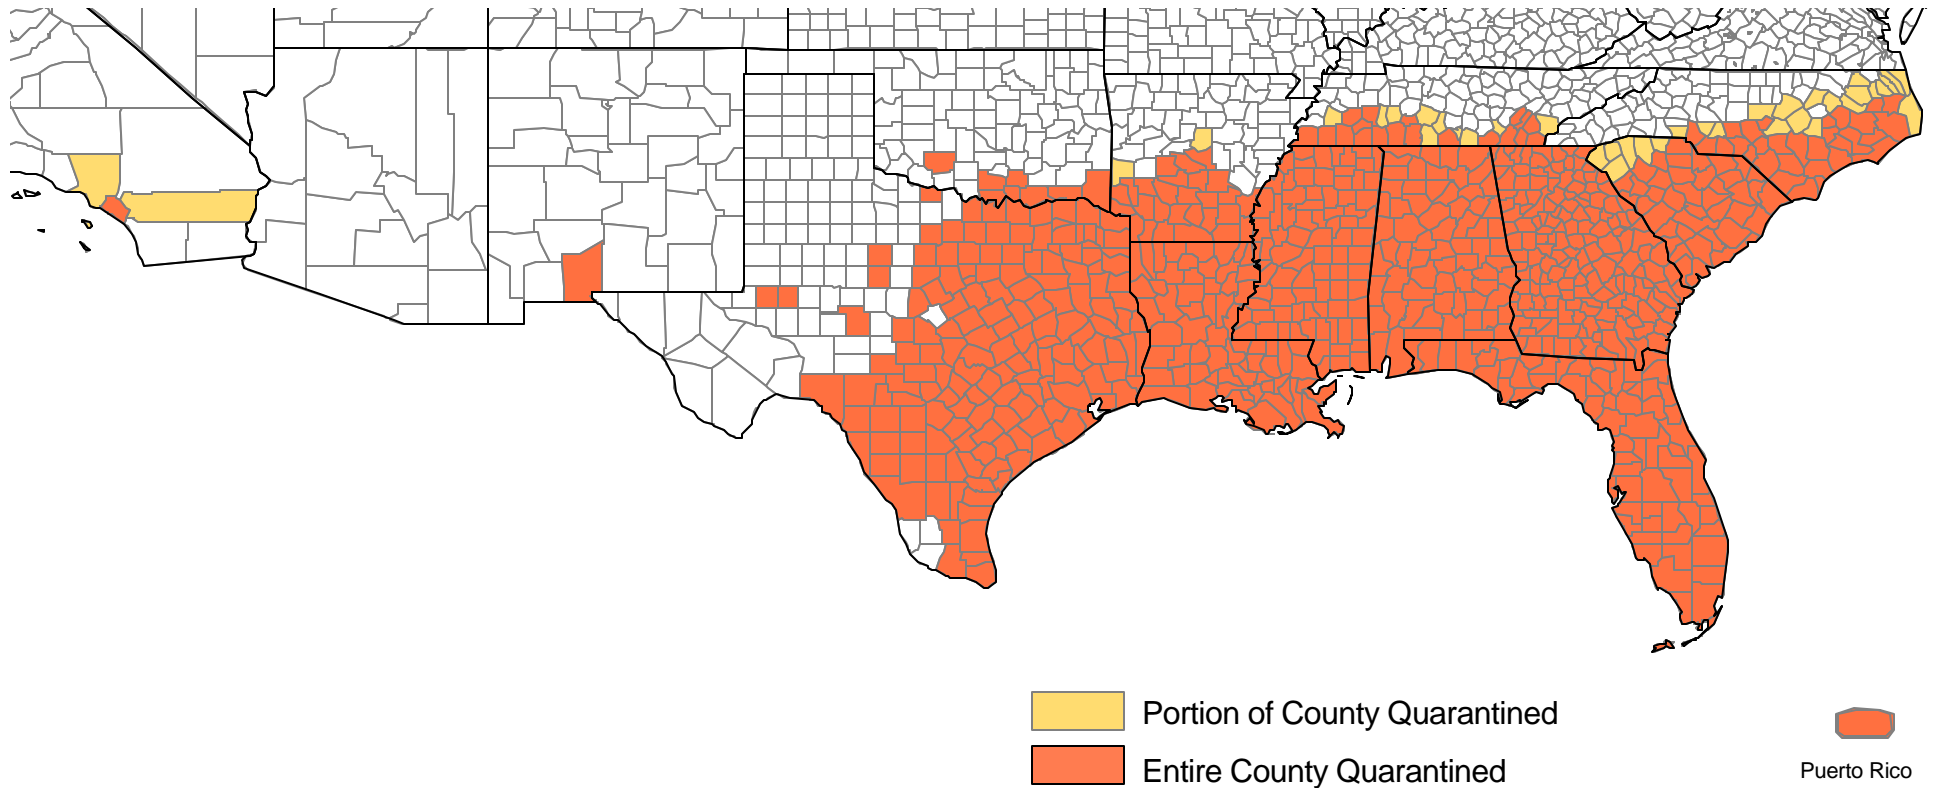 Portion of County Quarantined
Entire County Quarantined
Puerto Rico